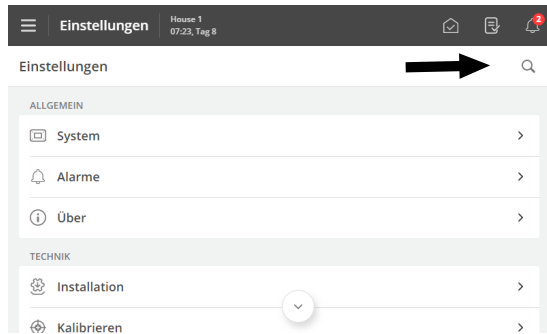 Einstellungen
House 1
07:23, Tag 8
2
Einstellungen
ALLGEMEIN
System
Alarme
Über
TECHNIK
Installation
Kalibrieren